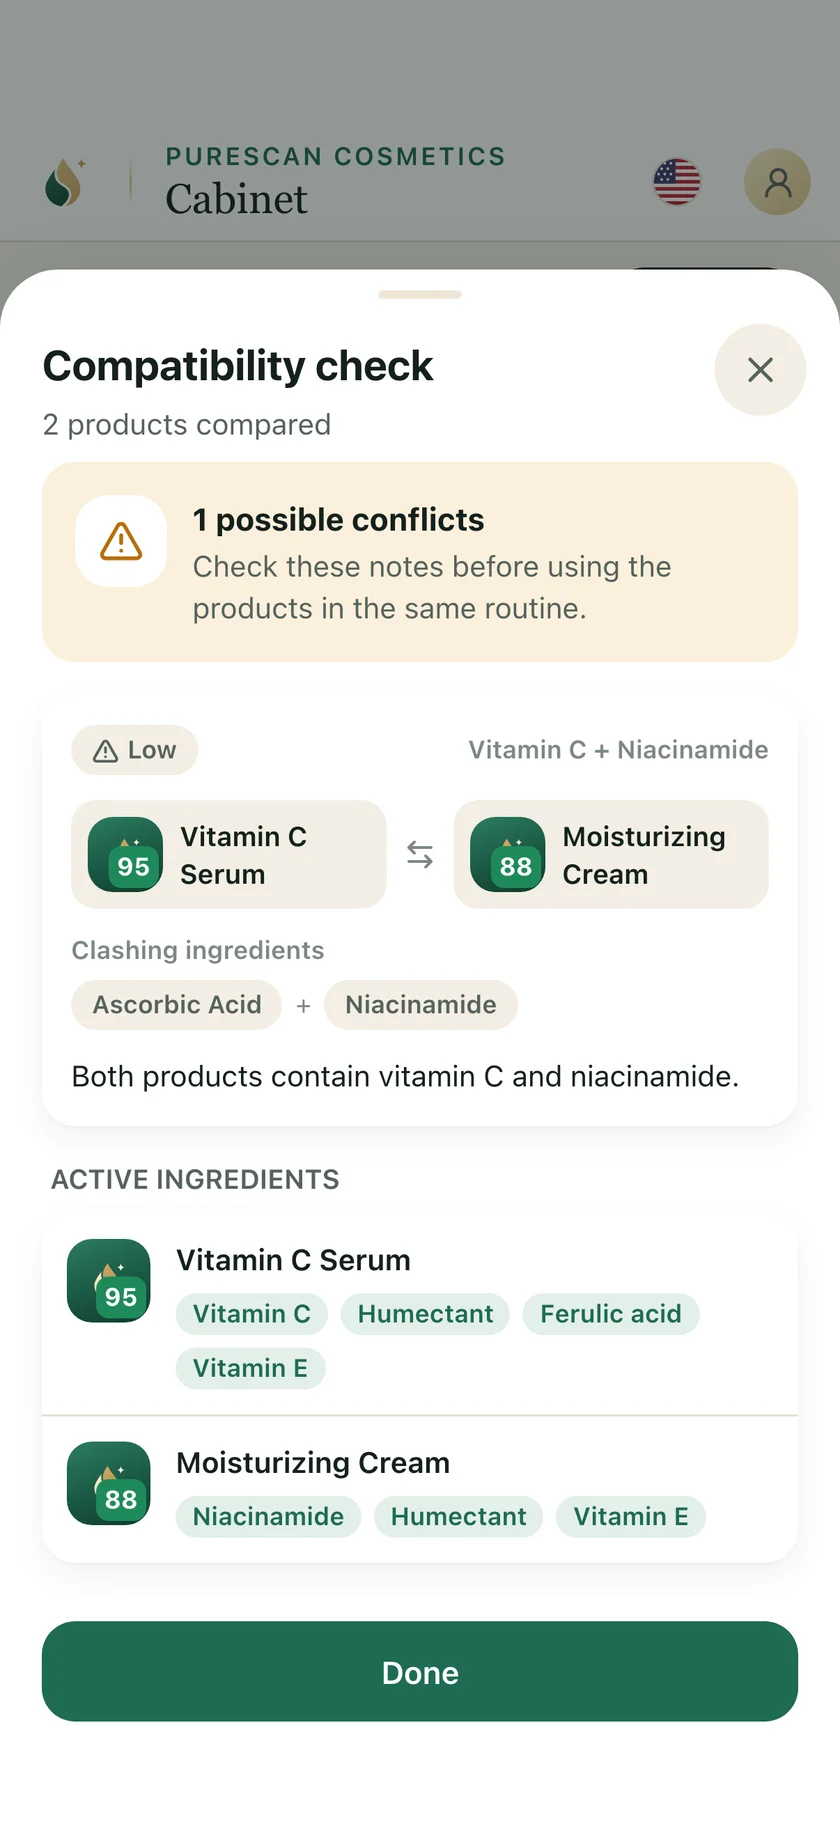 PURESCAN COSMETICS
Cabinet
Compatibility check
2 products compared
1 possible conflicts
Check these notes before using the
products in the same routine.
Low
Vitamin C + Niacinamide
95
Vitamin C
Serum
88
Moisturizing
Cream
Clashing ingredients
Ascorbic Acid + Niacinamide
Both products contain vitamin C and niacinamide.
ACTIVE INGREDIENTS
95
Vitamin C Serum
Vitamin C Humectant Ferulic acid
Vitamin E
88
Moisturizing Cream
Niacinamide Humectant Vitamin E
Done